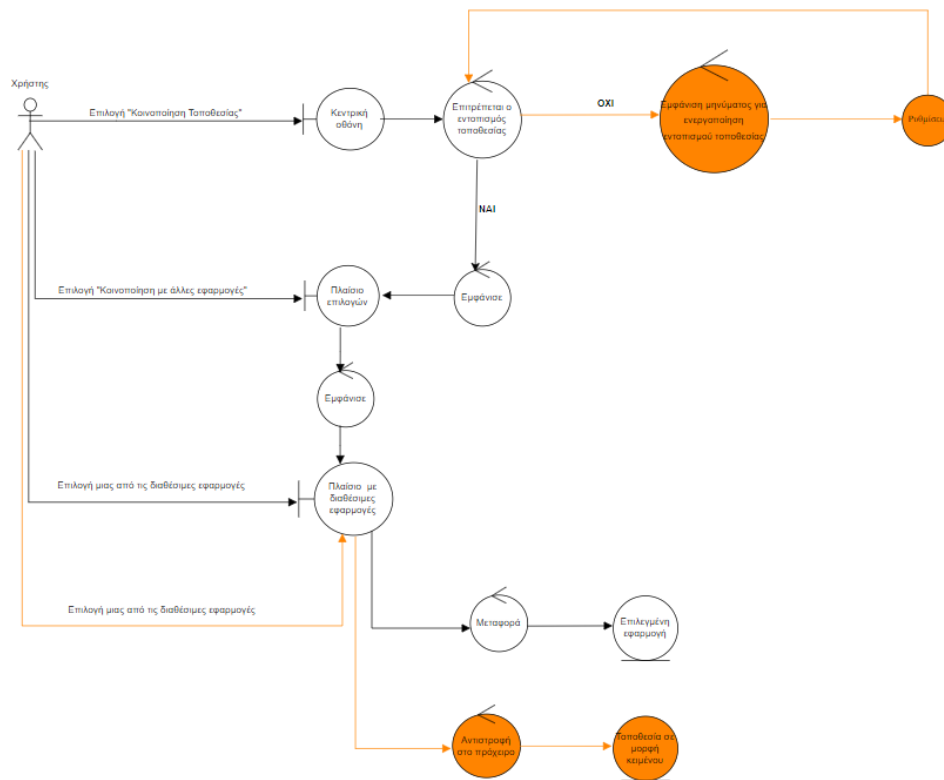 Χρήστης
Επιλογή "Κοινοποίηση Τοποθεσίας"
Κεντρική
οθόνη
Επιτρέπεται ο
εντοπισμός
τοποθεσίας
ΟΧΙ
Εμφάνιση μηνύματος για
ενεργοποίηση
εντοπισμού τοποθεσίας
Ρυθμίσεις
ΝΑΙ
Επιλογή "Κοινοποίηση με άλλες εφαρμογές"
Πλαίσιο
επιλογών
Εμφάνισε
Εμφάνισε
Επιλογή μιας από τις διαθέσιμες εφαρμογές
Πλαίσιο με
διαθέσιμες
εφαρμογές
Επιλογή μιας από τις διαθέσιμες εφαρμογές
Μεταφορά
Επιλεγμένη
εφαρμογή
Αντιστροφή
στο πρόχειρο
Τοποθεσία σε
μορφή
κειμένου